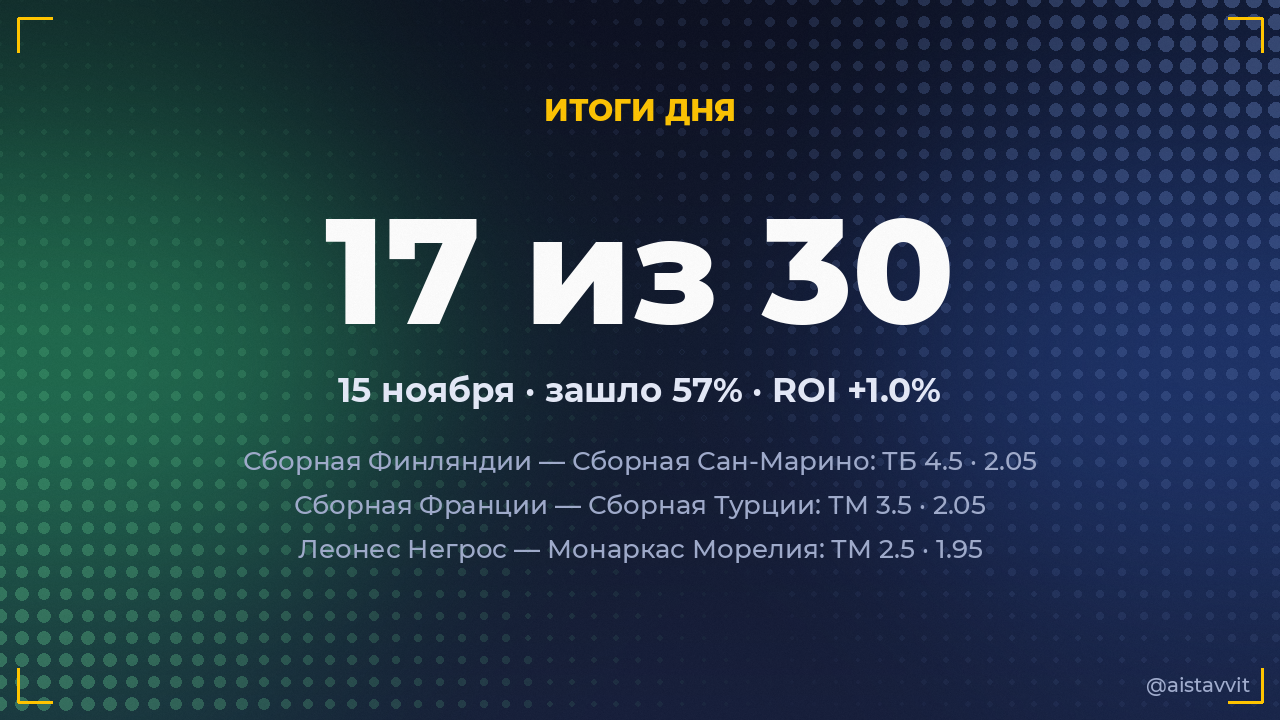 ИТОГИ ДНЯ
17 из 30
15 ноября · зашло 57% · ROI +1.0%
Сборная Финляндии — Сборная Сан-Марино: ТБ 4.5 · 2.05
Сборная Франции — Сборная Турции: ТМ 3.5 · 2.05
Леонес Негрос — Монаркас Морелия: ТМ 2.5 · 1.95
@aistavvit